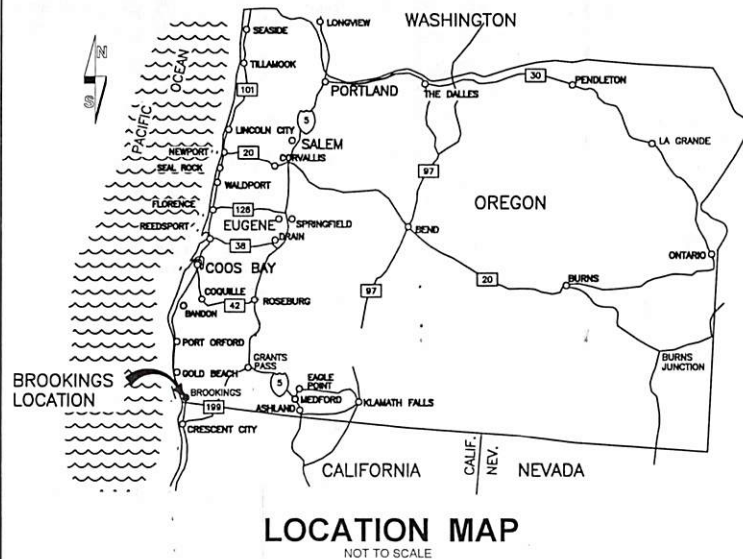 LONGVIEW
WASHINGTON
SEASIDE
N
S
PACIFIC OCEAN
TILLAMOOK
101
PORTLAND
THE DALLES
30
PENDLETON
5
LINCOLN CITY
SALEM
LA GRANDE
NEWPORT
20
CORVALLIS
SEAL ROCK
97
WALDPORT
OREGON
FLORENCE
126
EUGENE
SPRINGFIELD
REEDSPORT
38
DRAIN
BEND
ONTARIO
COOS BAY
20
BURNS
97
COQUILLE
42
ROSEBURG
BANDON
PORT ORFORD
GRANTS
PASS
BURNS
JUNCTION
GOLD BEACH
5
EAGLE
POINT
BROOKINGS
LOCATION
BROOKINGS
MEDFORD
199
ASHLAND
KLAMATH FALLS
CRESCENT CITY
CALIFORNIA
CALIF.
NEV.
NEVADA
LOCATION MAP
NOT TO SCALE